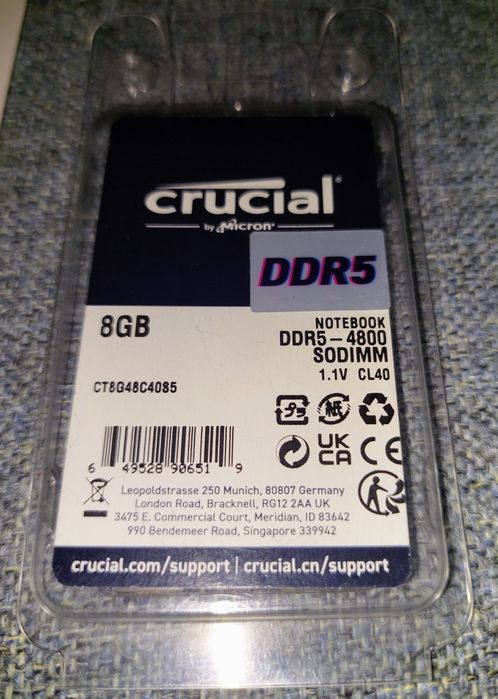 crucial®
by Micron®
DDR5
8GB
NOTEBOOK
DDR5-4800
SODIMM
1.1V CL40
CT8G48C40S5
紙
UK
CA
CE
6 49528 90651 9
Leopoldstrasse 250 Munich, 80807 Germany
London Road, Bracknell, RG12 2AA UK
3475 E. Commercial Court, Meridian, ID 83642
990 Bendemeer Road, Singapore 339942
crucial.com/support | crucial.cn/support